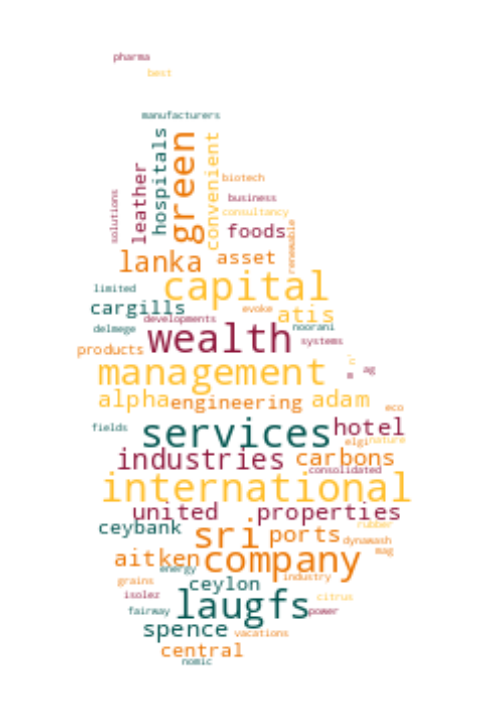 pharma
best
manufacturers
hospitals
green
convenient
leather
solutions
biotech
business
consultancy
foods
renewable
lanka
asset
capital
limited
cargills
evoke
atis
developments
noorani
delmege
wealth
systems
products
c
management
m
ag
alpha
engineering
adam
eco
fields
services
hotel
elgi
nature
industries
carbons
consolidated
international
united
properties
ceybank
sri
ports
rubber
dynawash
mag
aitken
company
energy
grains
ceylon
industry
isolez
laugfs
citrus
fairway
power
spence
vacations
central
nomic